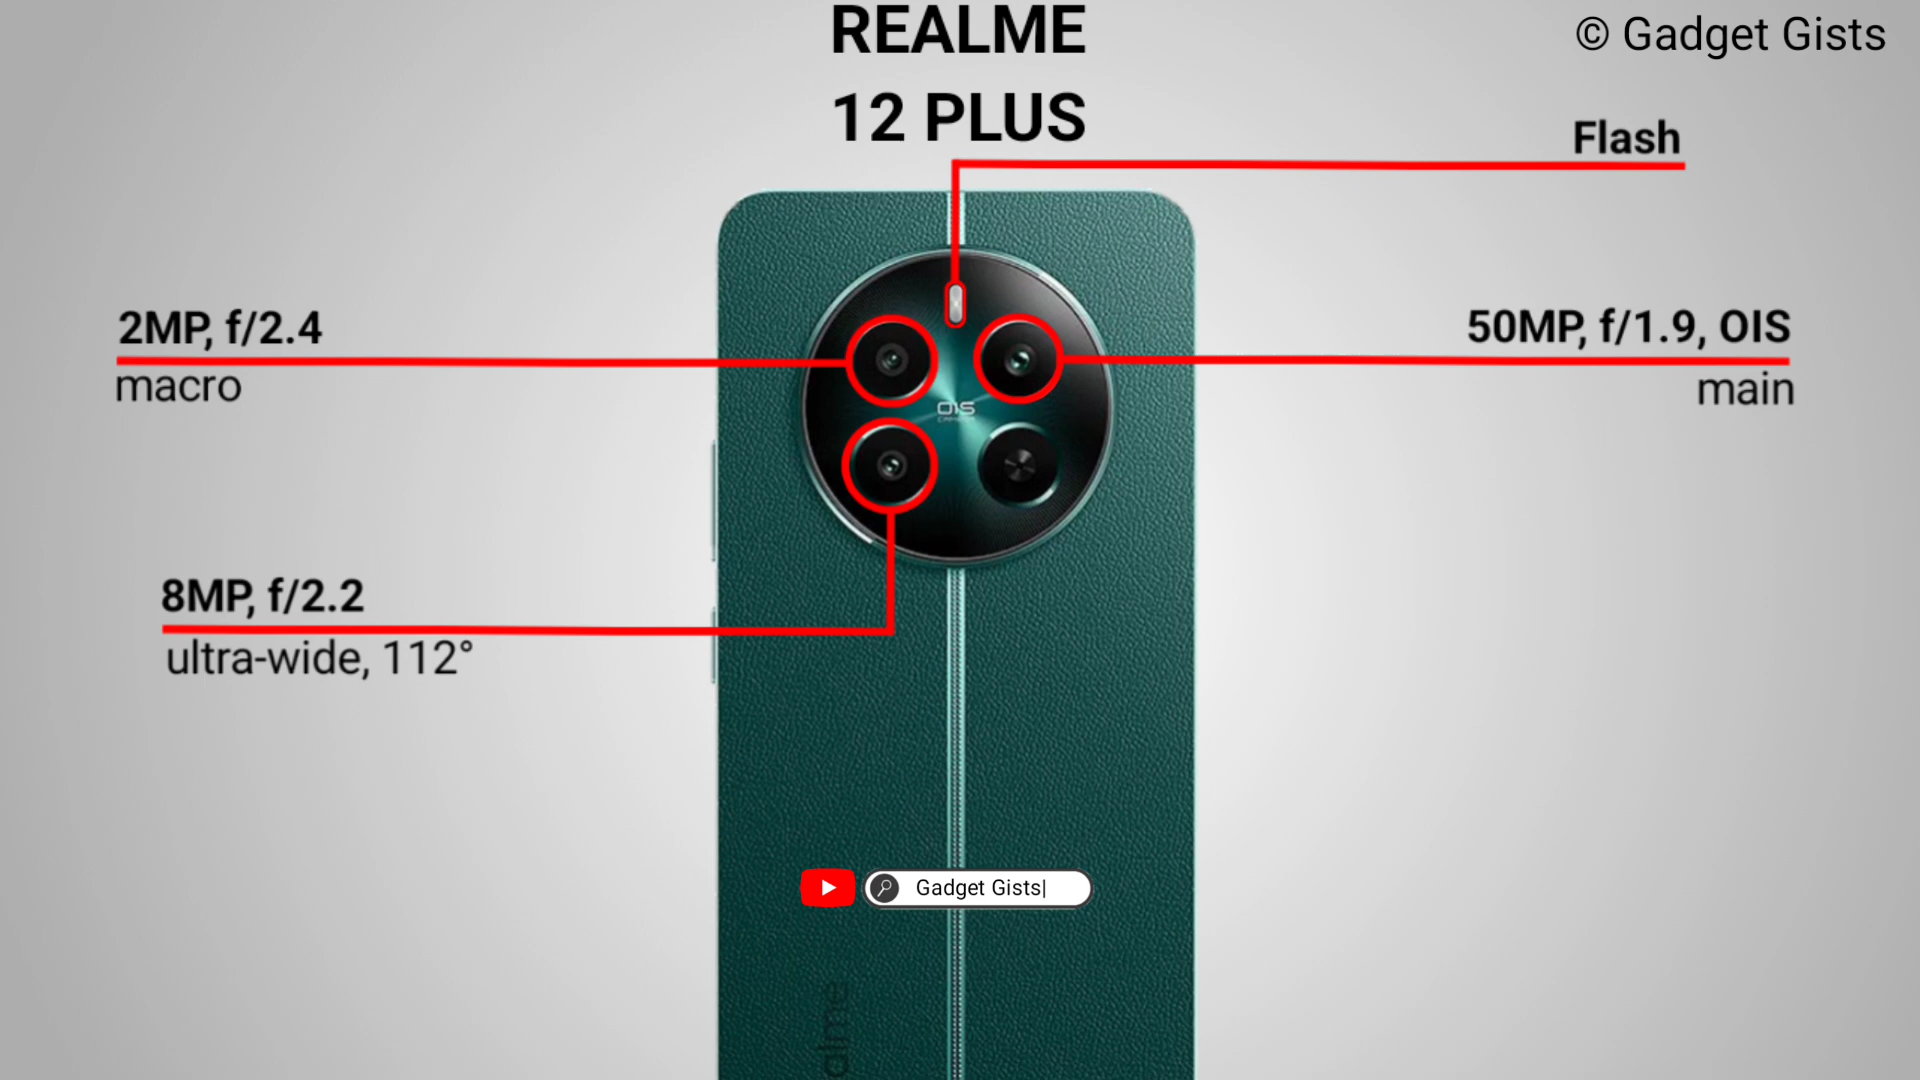 REALME
12 PLUS
© Gadget Gists
Flash
2MP, f/2.4
macro
50MP, f/1.9, OIS
main
OIS
8MP, f/2.2
ultra-wide, 112°
Gadget Gists|
alme